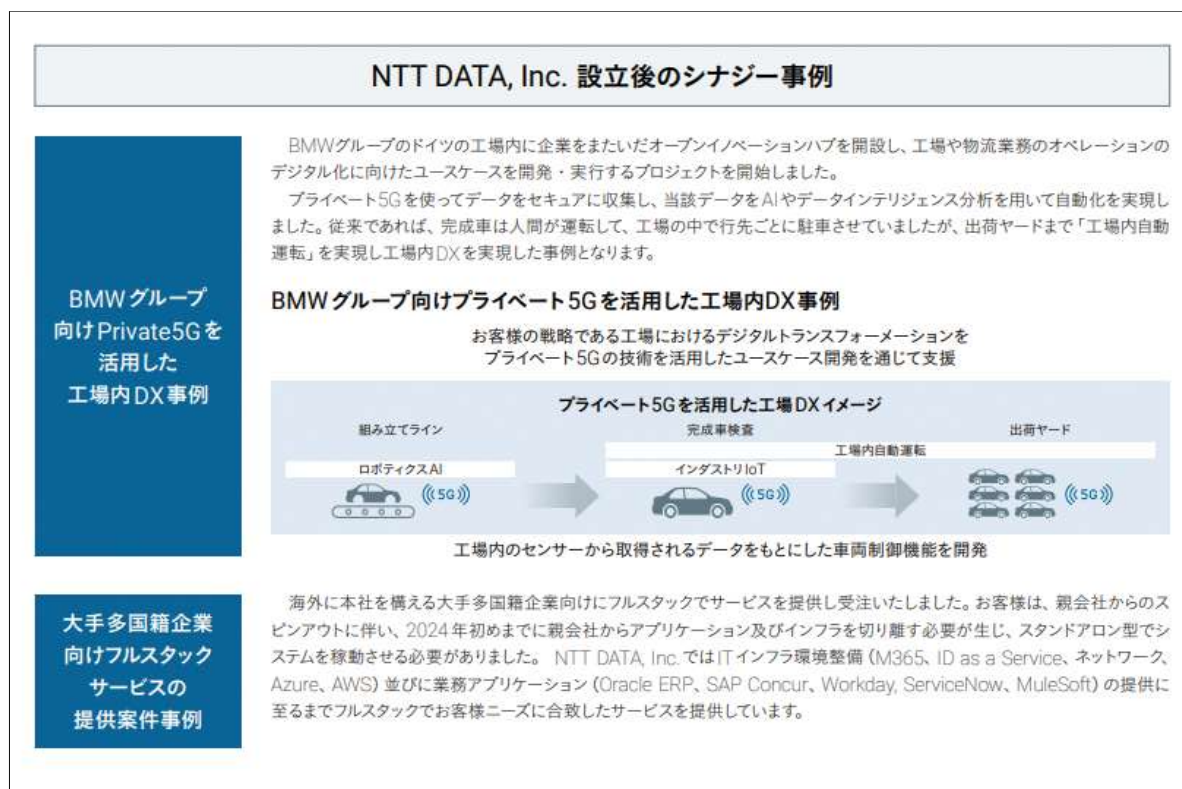 NTT DATA, Inc. 設立後のシナジー事例
BMWグループ
向けPrivate5Gを
活用した
工場内DX事例
BMWグループのドイツの工場内に企業をまたいだオープンイノベーションハブを開設し、工場や物流業務のオペレーションの
デジタル化に向けたユースケースを開発・実行するプロジェクトを開始しました。
プライベート5Gを使ってデータをセキュアに収集し、当該データをAIやデータインテリジェンス分析を用いて自動化を実現し
ました。従来であれば、完成車は人間が運転して、工場の中で行先ごとに駐車させていましたが、出荷ヤードまで「工場内自動
運転」を実現し工場内DXを実現した事例となります。
BMWグループ向けプライベート5Gを活用した工場内DX事例
お客様の戦略である工場におけるデジタルトランスフォーメーションを
プライベート5Gの技術を活用したユースケース開発を通じて支援
プライベート5Gを活用した工場DXイメージ
組み立てライン 完成車検査 出荷ヤード
工場内自動運転
ロボティクスAI インダストリIoT
5G 5G 5G
工場内のセンサーから取得されるデータをもとにした車両制御機能を開発
大手多国籍企業
向けフルスタック
サービスの
提供案件事例
海外に本社を構える大手多国籍企業向けにフルスタックでサービスを提供し受注いたしました。お客様は、親会社からのス
ピンアウトに伴い、2024年初めまでに親会社からアプリケーション及びインフラを切り離す必要が生じ、スタンドアロン型でシ
ステムを稼動させる必要がありました。 NTT DATA, Inc.ではITインフラ環境整備(M365、ID as a Service、ネットワーク、
Azure、AWS)並びに業務アプリケーション(Oracle ERP、SAP Concur、Workday, ServiceNow、MuleSoft)の提供に
至るまでフルスタックでお客様ニーズに合致したサービスを提供しています。